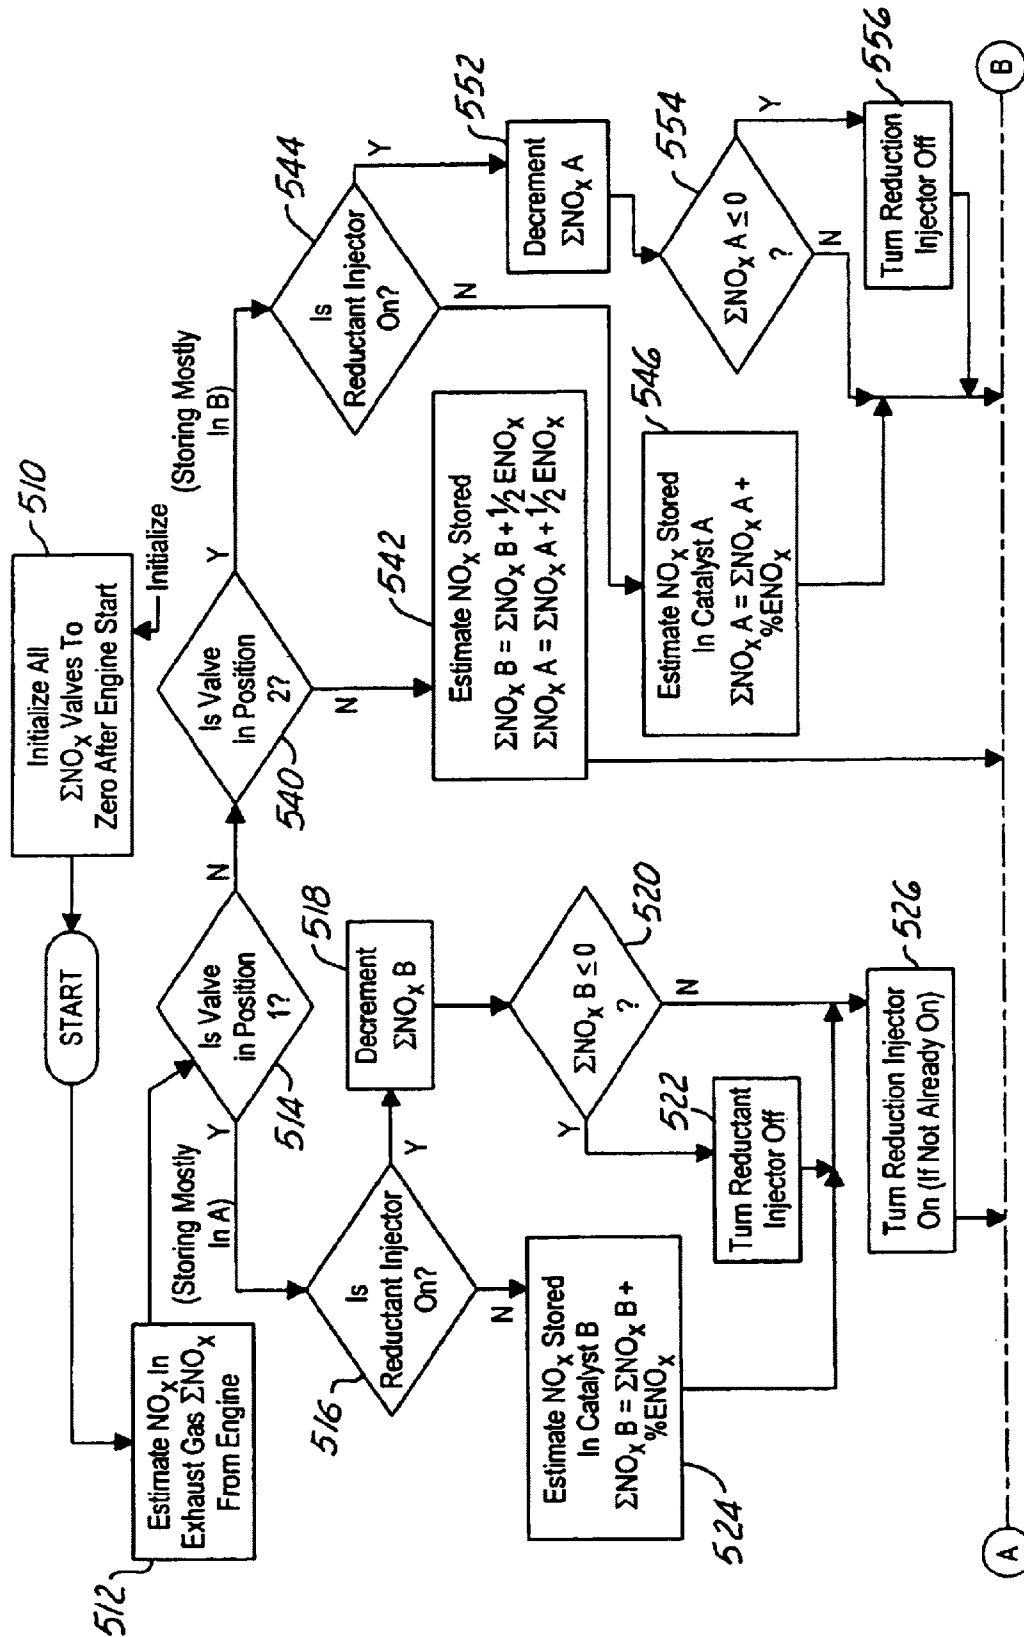 510
Initialize All
ΣNOx Valves To
Zero After Engine Start
Initialize
START
512
Estimate NOx In
Exhaust Gas ΣNOx
From Engine
514
Is Valve
in Position
1?
N
Y
(Storing Mostly
In A)
540
Is Valve
In Position
2?
Y
N
(Storing Mostly
In B)
516
Is
Reductant Injector
On?
Y
N
518
Decrement
ΣNOx B
520
ΣNOx B ≤ 0
?
Y
N
522
Turn Reductant
Injector Off
524
Estimate NOx Stored
In Catalyst B
ΣNOx B = ΣNOx B +
%ENOx
526
Turn Reduction Injector
On (If Not Already On)
542
Estimate NOx Stored
ΣNOx B = ΣNOx B + 1/2 ENOx
ΣNOx A = ΣNOx A + 1/2 ENOx
544
Is
Reductant Injector
On?
Y
N
546
Estimate NOx Stored
In Catalyst A
ΣNOx A = ΣNOx A +
%ENOx
552
Decrement
ΣNOx A
554
ΣNOx A ≤ 0
?
Y
N
556
Turn Reduction
Injector Off
A
B